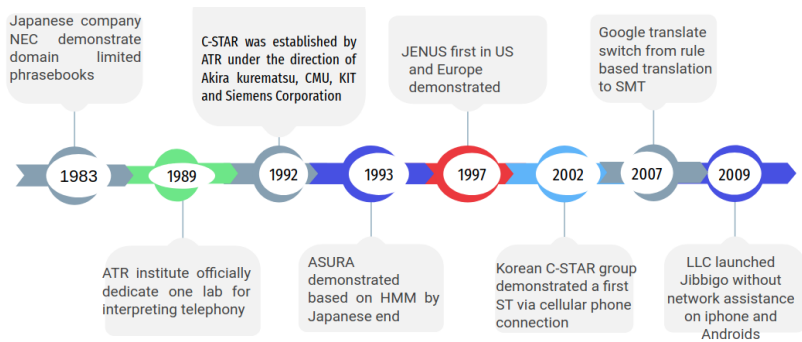 Japanese company
NEC demonstrate
domain limited
phrasebooks
C-STAR was established by
ATR under the direction of
Akira kurematsu, CMU, KIT
and Siemens Corporation
JENUS first in US
and Europe
demonstrated
Google translate
switch from rule
based translation
to SMT
1983
1989
1992
1993
1997
2002
2007
2009
ATR institute officially
dedicate one lab for
interpreting telephony
ASURA
demonstrated
based on HMM by
Japanese end
Korean C-STAR group
demonstrated a first
ST via cellular phone
connection
LLC launched
Jibbigo without
network assistance
on iphone and
Androids